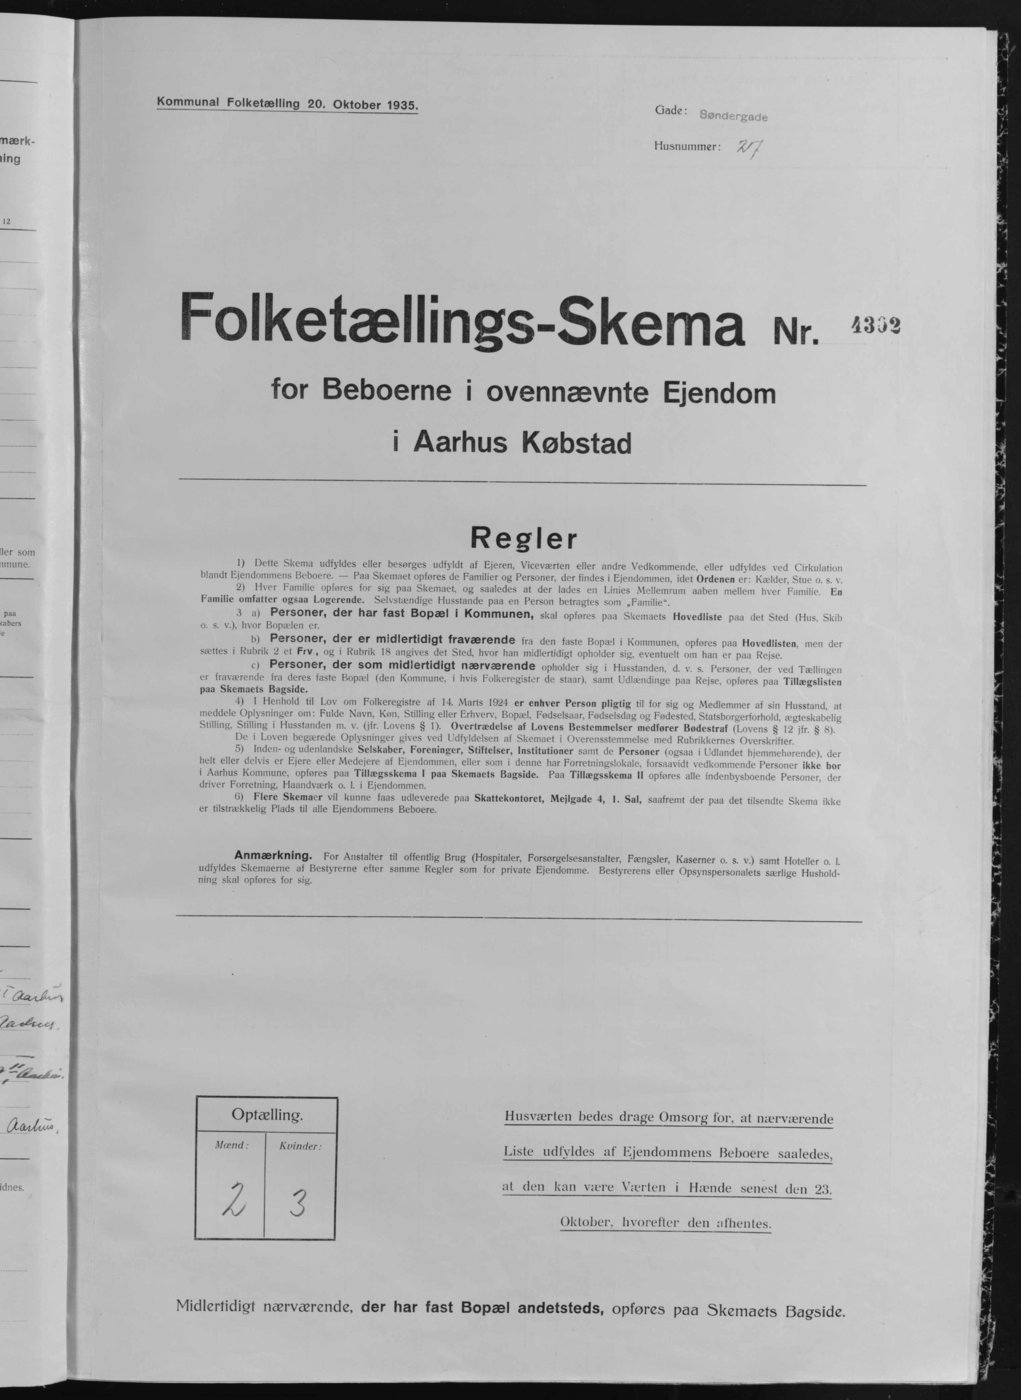 Kommunal Folketælling 20. Oktober 1935.
Gade: Søndergade
Husnummer: 27
Folketællings-Skema Nr. 4302
for Beboerne i ovennævnte Ejendom
i Aarhus Købstad
Regler
1) Dette Skema udfyldes eller besørges udfyldt af Ejeren, Viceværten eller andre Vedkommende, eller udfyldes ved Cirkulation
blandt Ejendommens Beboere. — Paa Skemaet opføres de Familier og Personer, der findes i Ejendommen, idet Ordenen er: Kælder, Stue o. s. v.
2) Hver Familie opføres for sig paa Skemaet, og saaledes at der lades en Linies Mellemrum aaben mellem hver Familie. En
Familie omfatter ogsaa Logerende. Selvstændige Husstande paa en Person betragtes som „Familie“.
3 a) Personer, der har fast Bopæl i Kommunen, skal opføres paa Skemaets Hovedliste paa det Sted (Hus, Skib
o. s. v.), hvor Bopælen er.
b) Personer, der er midlertidigt fraværende fra den faste Bopæl i Kommunen, opføres paa Hovedlisten, men der
sættes i Rubrik 2 et Frv., og i Rubrik 18 angives det Sted, hvor han midlertidigt opholder sig, eventuelt om han er paa Rejse.
c) Personer, der som midlertidigt nærværende opholder sig i Husstanden, d. v. s. Personer, der ved Tællingen
er fraværende fra deres faste Bopæl (den Kommune, i hvis Folkeregister de staar), samt Udlændinge paa Rejse, opføres paa Tillægslisten
paa Skemaets Bagside.
4) I Henhold til Lov om Folkeregistre af 14. Marts 1924 er enhver Person pligtig til for sig og Medlemmer af sin Husstand, at
meddele Oplysninger om: Fulde Navn, Køn, Stilling eller Erhverv, Bopæl, Fødselsaar, Fødselsdag og Fødested, Statsborgerforhold, ægteskabelig
Stilling, Stilling i Husstanden m. v. (jfr. Lovens § 1). Overtrædelse af Lovens Bestemmelser medfører Bødestraf (Lovens § 12 jfr. § 8).
De i Loven begærede Oplysninger gives ved Udfyldelsen af Skemaet i Overensstemmelse med Rubrikkernes Overskrifter.
5) Inden- og udenlandske Selskaber, Foreninger, Stiftelser, Institutioner samt de Personer (ogsaa i Udlandet hjemmehørende), der
helt eller delvis er Ejere eller Medejere af Ejendommen, eller som i denne har Forretningslokale, forsaavidt vedkommende Personer ikke bor
i Aarhus Kommune, opføres paa Tillægsskema I paa Skemaets Bagside. Paa Tillægsskema II opføres alle indenbysboende Personer, der
driver Forretning, Haandværk o. l. i Ejendommen.
6) Flere Skemaer vil kunne faas udleverede paa Skattekontoret, Mejlgade 4, 1. Sal, saafremt der paa det tilsendte Skema ikke
er tilstrækkelig Plads til alle Ejendommens Beboere.
Anmærkning. For Anstalter til offentlig Brug (Hospitaler, Forsørgelsesanstalter, Fængsler, Kaserner o. s. v.) samt Hoteller o. l.
udfyldes Skemaerne af Bestyrerne efter samme Regler som for private Ejendomme. Bestyrerens eller Opsynspersonalets særlige Hushold-
ning skal opføres for sig.
Optælling.
Mænd: Kvinder:
2 3
Husværten bedes drage Omsorg for, at nærværende
Liste udfyldes af Ejendommens Beboere saaledes,
at den kan være Værten i Hænde senest den 23.
Oktober, hvorefter den afhentes.
Midlertidigt nærværende, der har fast Bopæl andetsteds, opføres paa Skemaets Bagside.
mærk-
ning
12
ller som
mmune.
paa
kabers
Aarhus
Aarhus.
Aarhus.
Aarhus,
idnes.